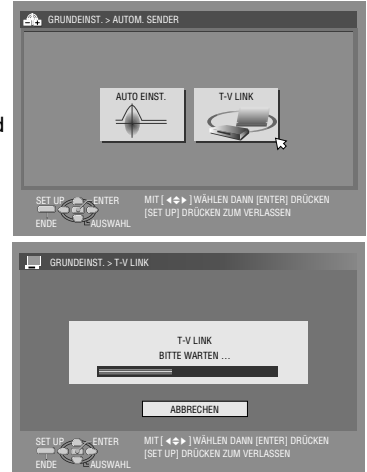 GRUNDEINST. > AUTOM. SENDER
AUTO EINST.
T-V LINK
d
SET UP
ENTER
MIT [ ◀◆▶ ] WÄHLEN DANN [ENTER] DRÜCKEN
[SET UP] DRÜCKEN ZUM VERLASSEN
ENDE
AUSWAHL
GRUNDEINST. > T-V LINK
T-V LINK
BITTE WARTEN ...
ABBRECHEN
SET UP
ENTER
MIT [ ◀◆▶ ] WÄHLEN DANN [ENTER] DRÜCKEN
[SET UP] DRÜCKEN ZUM VERLASSEN
ENDE
AUSWAHL